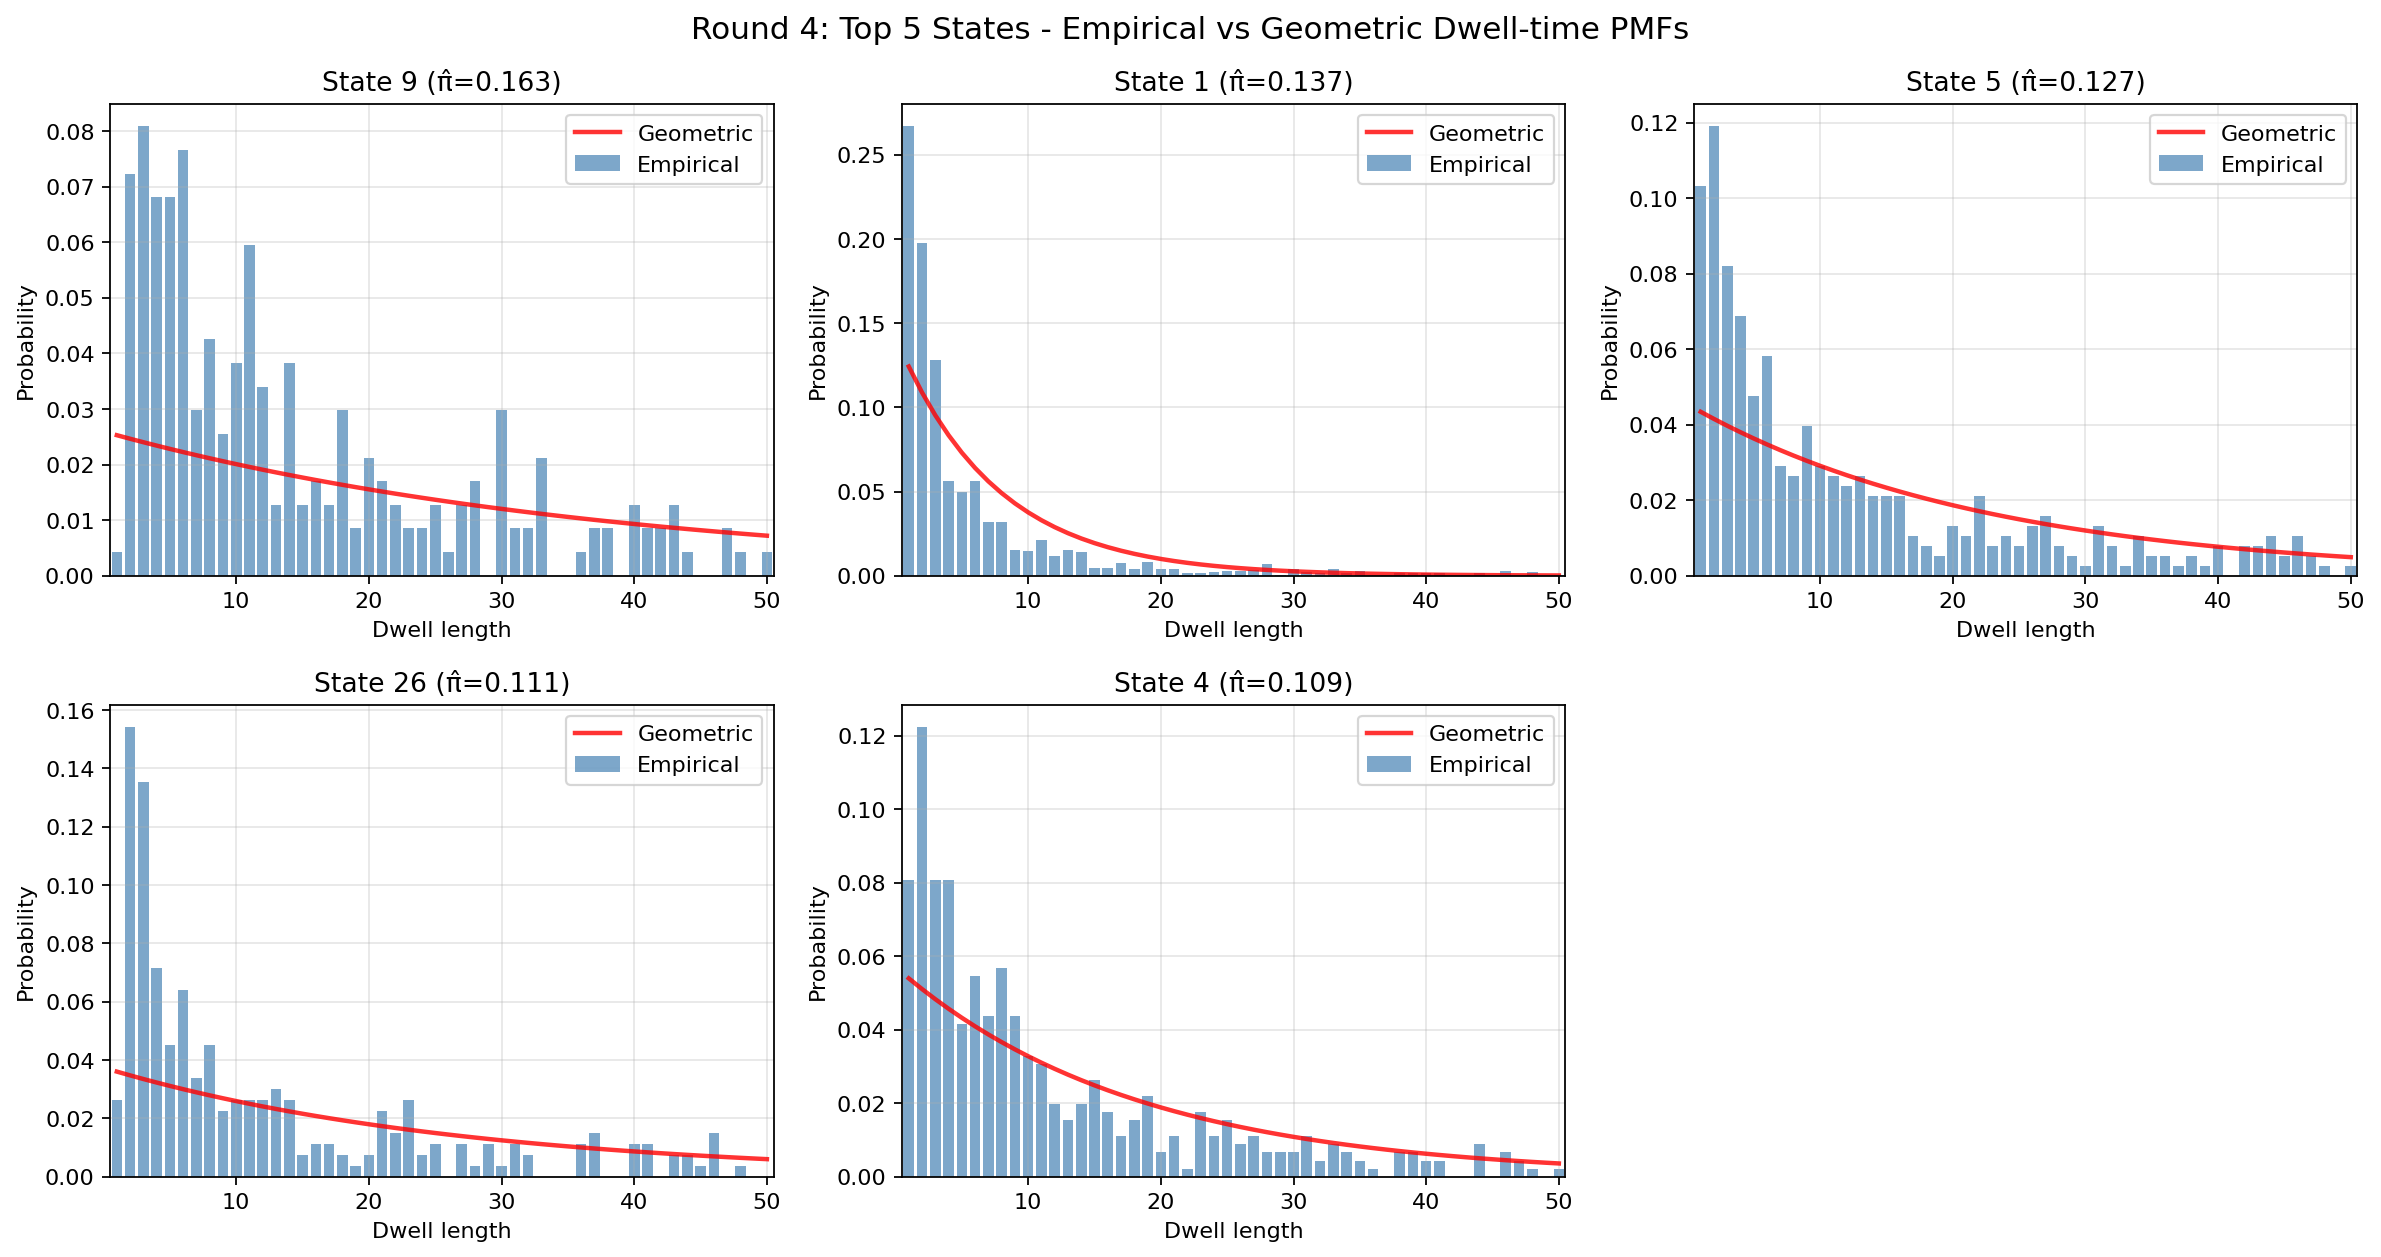 Round 4: Top 5 States - Empirical vs Geometric Dwell-time PMFs
State 9 (π̂=0.163)
Probability
0.08
0.07
0.06
0.05
0.04
0.03
0.02
0.01
0.00
Geometric
Empirical
10 20 30 40 50
Dwell length
State 1 (π̂=0.137)
Probability
0.25
0.20
0.15
0.10
0.05
0.00
Geometric
Empirical
10 20 30 40 50
Dwell length
State 5 (π̂=0.127)
Probability
0.12
0.10
0.08
0.06
0.04
0.02
0.00
Geometric
Empirical
10 20 30 40 50
Dwell length
State 26 (π̂=0.111)
Probability
0.16
0.14
0.12
0.10
0.08
0.06
0.04
0.02
0.00
Geometric
Empirical
10 20 30 40 50
Dwell length
State 4 (π̂=0.109)
Probability
0.12
0.10
0.08
0.06
0.04
0.02
0.00
Geometric
Empirical
10 20 30 40 50
Dwell length